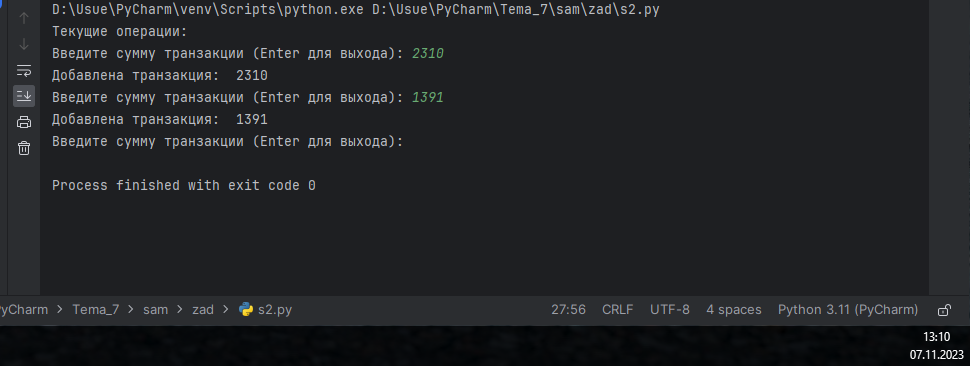 D:\Usue\PyCharm\venv\Scripts\python.exe D:\Usue\PyCharm\Tema_7\sam\zad\s2.py
Текущие операции:
Введите сумму транзакции (Enter для выхода): 2310
Добавлена транзакция:  2310
Введите сумму транзакции (Enter для выхода): 1391
Добавлена транзакция:  1391
Введите сумму транзакции (Enter для выхода):
Process finished with exit code 0
yCharm > Tema_7 > sam > zad > s2.py 27:56 CRLF UTF-8 4 spaces Python 3.11 (PyCharm)
13:10
07.11.2023